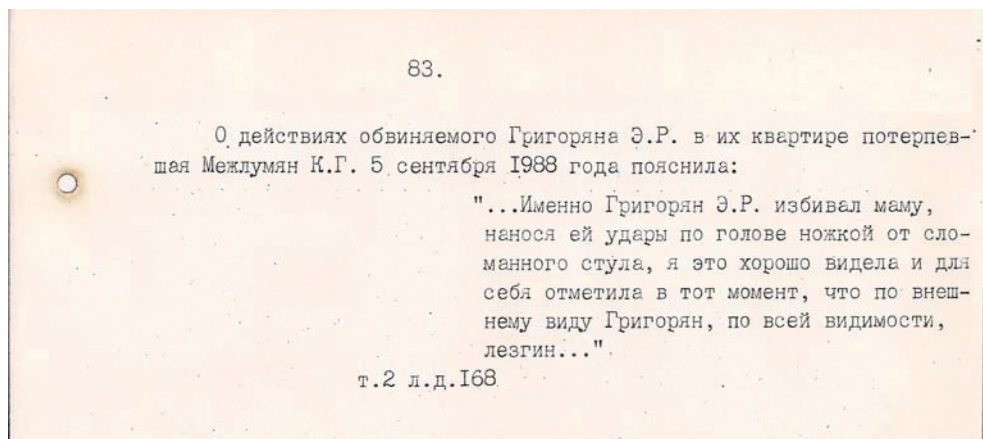 83.
О действиях обвиняемого Григоряна Э.Р. в их квартире потерпев-
шая Межлумян К.Г. 5 сентября 1988 года пояснила:
"...Именно Григорян Э.Р. избивал маму,
нанося ей удары по голове ножкой от сло-
манного стула, я это хорошо видела и для
себя отметила в тот момент, что по внеш-
нему виду Григорян, по всей видимости,
лезгин..."
т.2 л.д.168